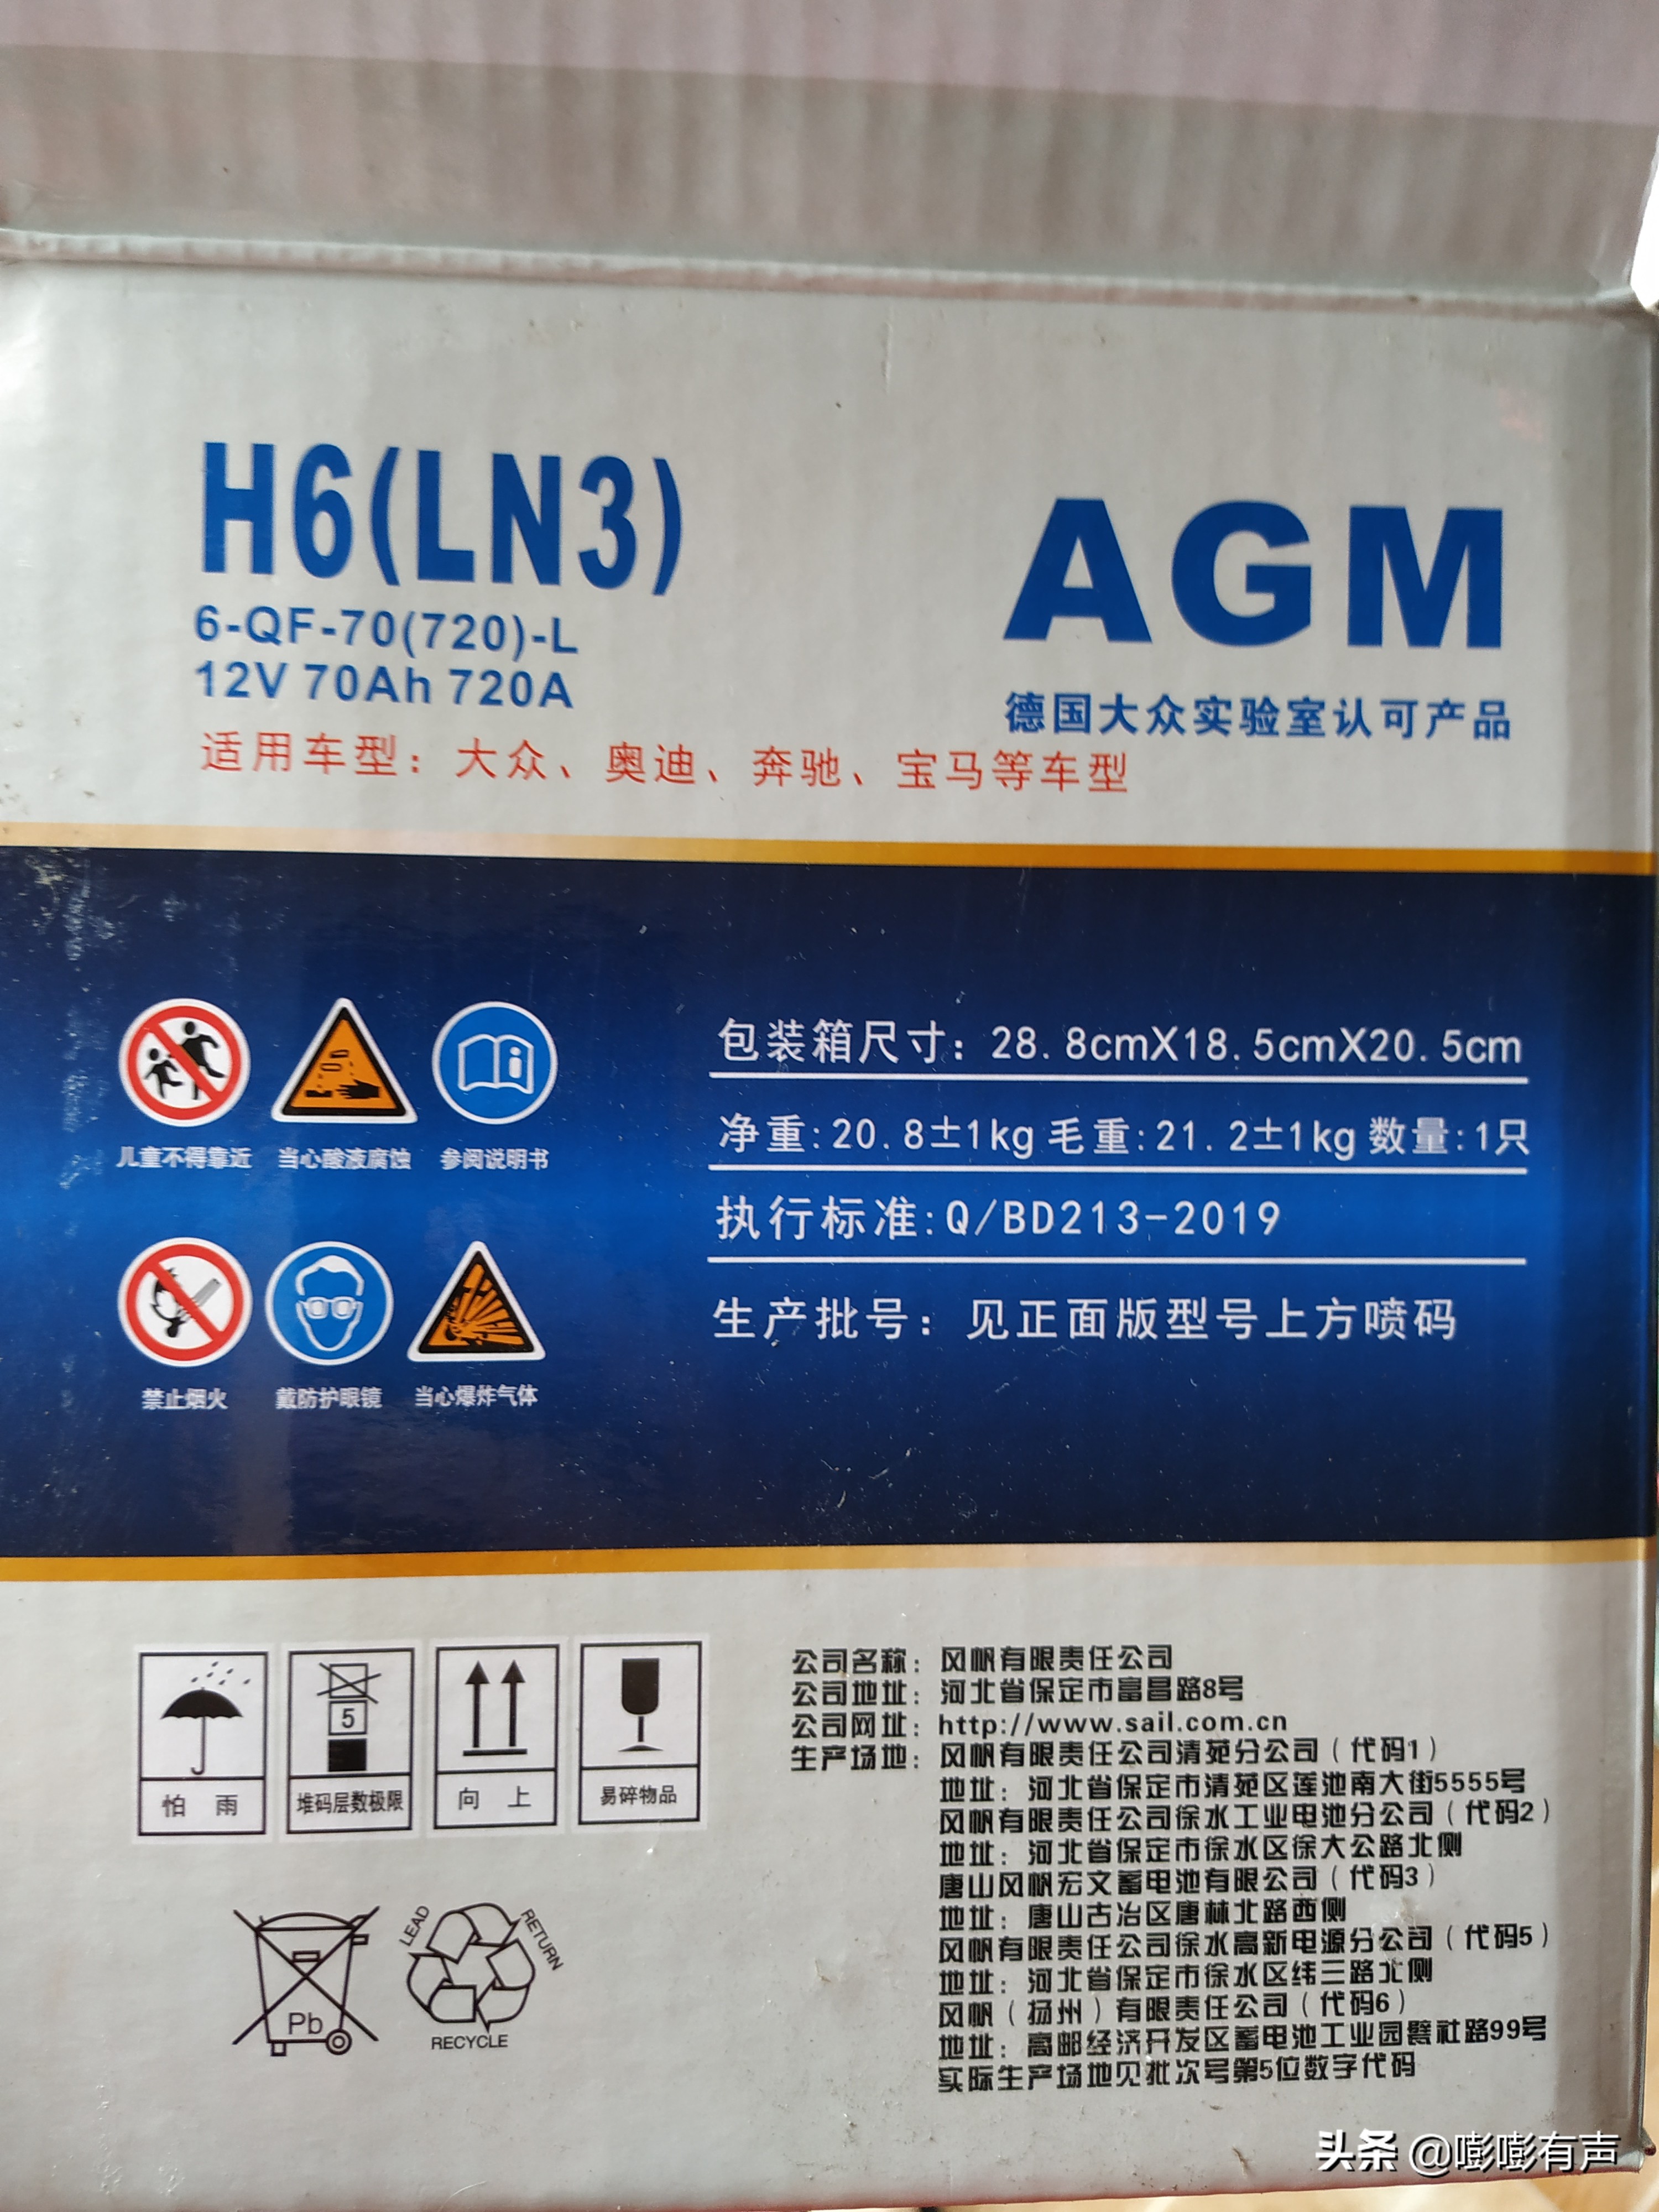 H6(LN3)
6-QF-70(720)-L
12V 70Ah 720A
AGM
德国大众实验室认可产品
适用车型：大众、奥迪、奔驰、宝马等车型
儿童不得靠近
当心酸液腐蚀
参阅说明书
禁止烟火
戴防护眼镜
当心爆炸气体
包装箱尺寸：28.8cmX18.5cmX20.5cm
净重:20.8±1kg 毛重:21.2±1kg 数量:1只
执行标准:Q/BD213-2019
生产批号：见正面版型号上方喷码
5
怕 雨
堆码层数极限
向 上
易碎物品
Pb
LEAD
RETURN
RECYCLE
公司名称：风帆有限责任公司
公司地址：河北省保定市富昌路8号
公司网址：http://www.sail.com.cn
生产场地：风帆有限责任公司清苑分公司（代码1）
地址：河北省保定市清苑区莲池南大街5555号
风帆有限责任公司徐水工业电池分公司（代码2）
地址：河北省保定市徐水区徐大公路北侧
唐山风帆宏文蓄电池有限公司（代码3）
地址：唐山古冶区唐林北路西侧
风帆有限责任公司徐水高新电源分公司（代码5）
地址：河北省保定市徐水区纬三路北侧
风帆（扬州）有限责任公司（代码6）
地址：高邮经济开发区蓄电池工业园甓社路99号
实际生产场地见批次号第5位数字代码
头条 @嘭嘭有声